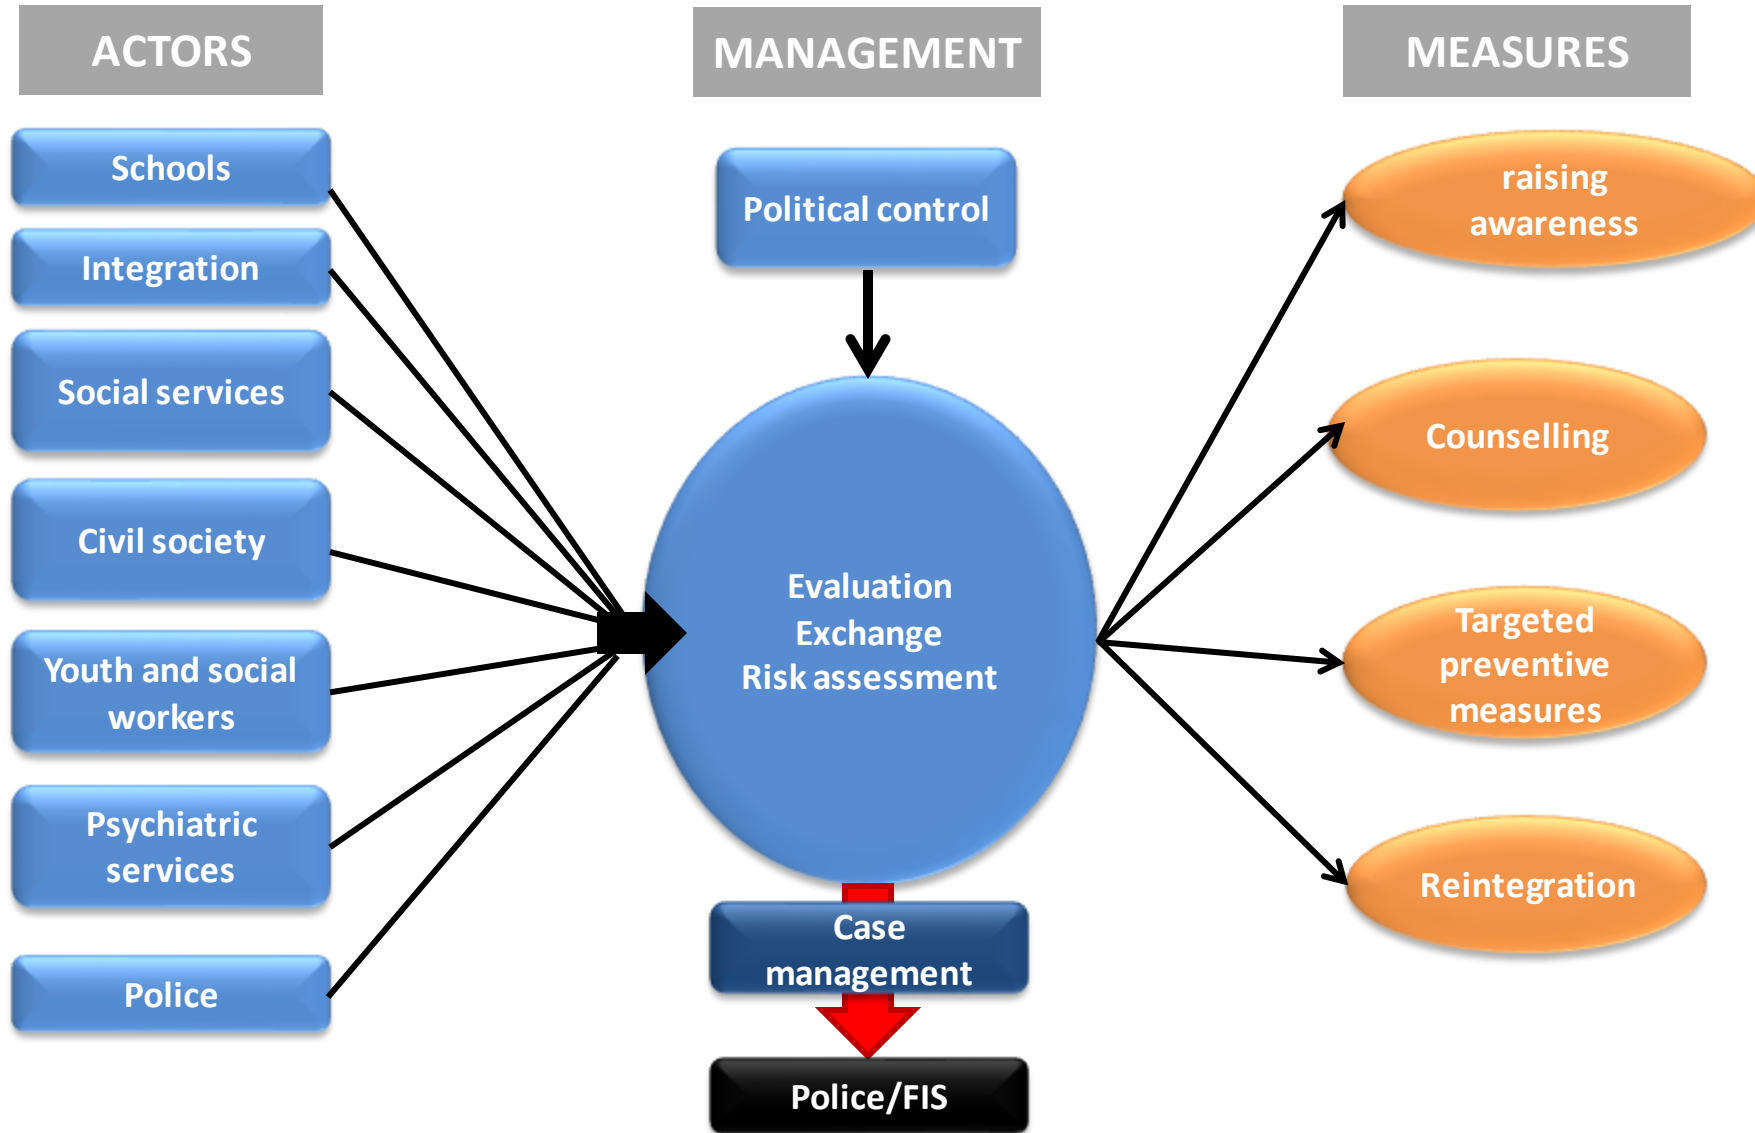 ACTORS
MANAGEMENT
MEASURES
Schools
Integration
Social services
Civil society
Youth and social
workers
Psychiatric
services
Police
Political control
Evaluation
Exchange
Risk assessment
Case
management
Police/FIS
raising
awareness
Counselling
Targeted
preventive
measures
Reintegration